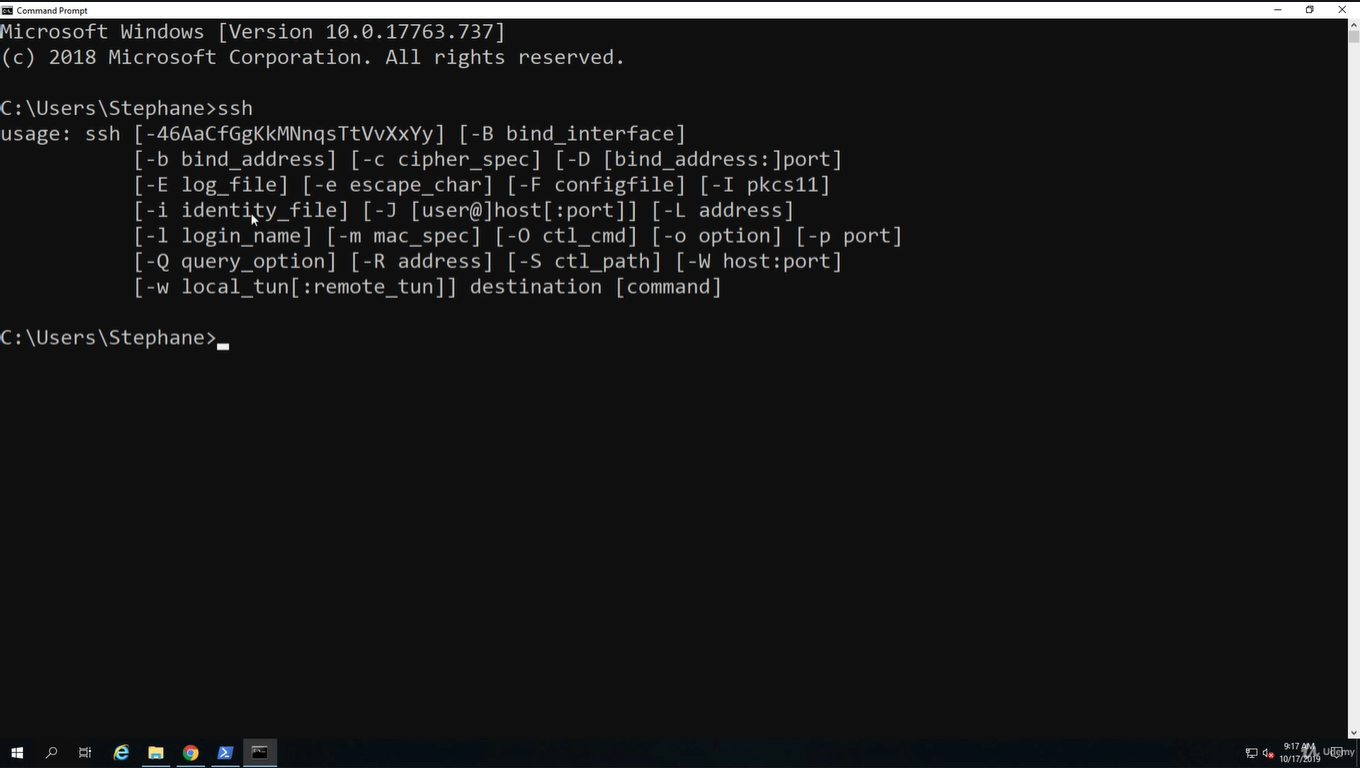 Command Prompt
Microsoft Windows [Version 10.0.17763.737]
(c) 2018 Microsoft Corporation. All rights reserved.
C:\Users\Stephane>ssh
usage: ssh [-46AaCfGgKkMNnqsTtVvXxYy] [-B bind_interface]
           [-b bind_address] [-c cipher_spec] [-D [bind_address:]port]
           [-E log_file] [-e escape_char] [-F configfile] [-I pkcs11]
           [-i identity_file] [-J [user@]host[:port]] [-L address]
           [-l login_name] [-m mac_spec] [-O ctl_cmd] [-o option] [-p port]
           [-Q query_option] [-R address] [-S ctl_path] [-W host:port]
           [-w local_tun[:remote_tun]] destination [command]
C:\Users\Stephane>
9:17 AM
10/17/2019
Udemy